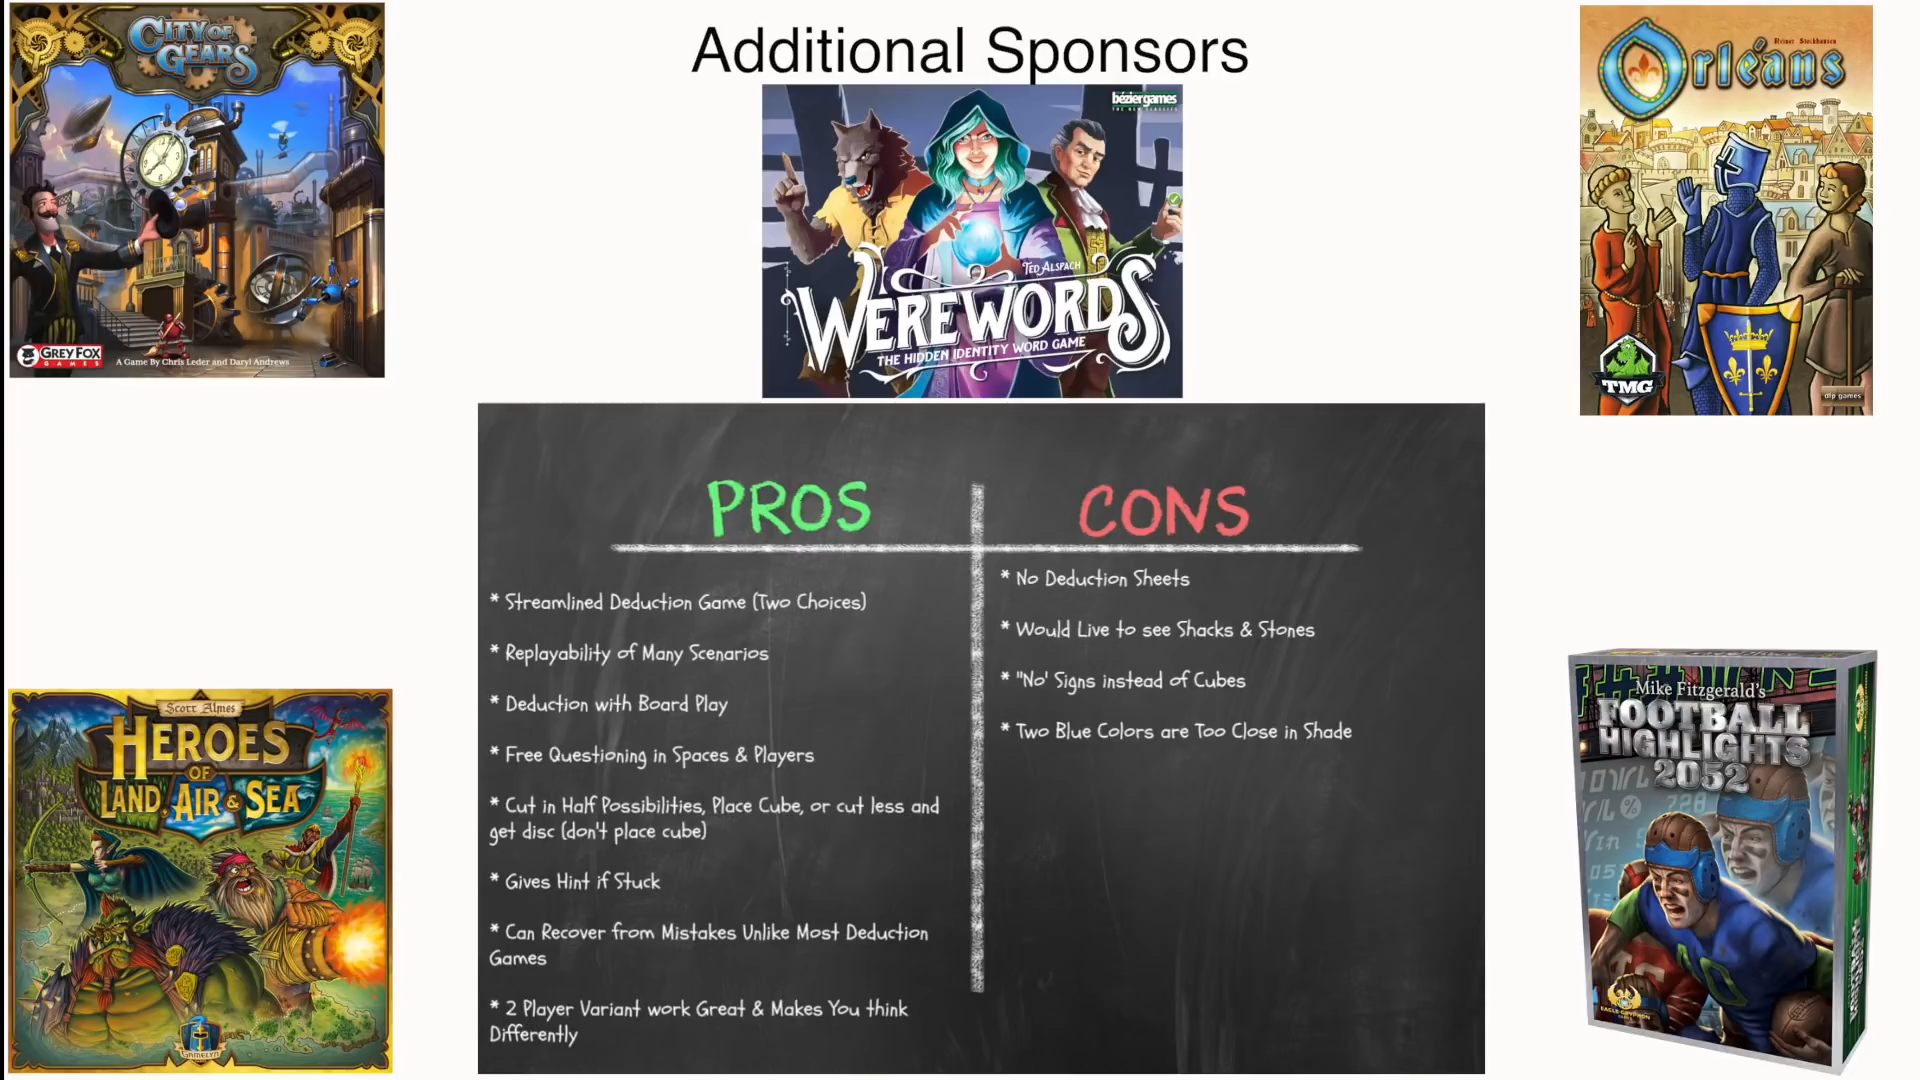 Additional Sponsors
CITY OF
GEARS
GREY FOX
GAMES
A Game By Chris Leder and Daryl Andrews
béziergames
TED ALSPACH
WEREWORDS
THE HIDDEN IDENTITY WORD GAME
Reiner Stockhausen
Orléans
TMG
dlp games
PROS
* Streamlined Deduction Game (Two Choices)
* Replayability of Many Scenarios
* Deduction with Board Play
* Free Questioning in Spaces & Players
* Cut in Half Possibilities, Place Cube, or cut less and
get disc (don't place cube)
* Gives Hint if Stuck
* Can Recover from Mistakes Unlike Most Deduction
Games
* 2 Player Variant work Great & Makes You think
Differently
CONS
* No Deduction Sheets
* Would Live to see Shacks & Stones
* "No' Signs instead of Cubes
* Two Blue Colors are Too Close in Shade
Scott Almes
HEROES
OF
LAND, AIR & SEA
GAMELYN
Mike Fitzgerald's
FOOTBALL
HIGHLIGHTS
2052
EAGLE-GRYPHON